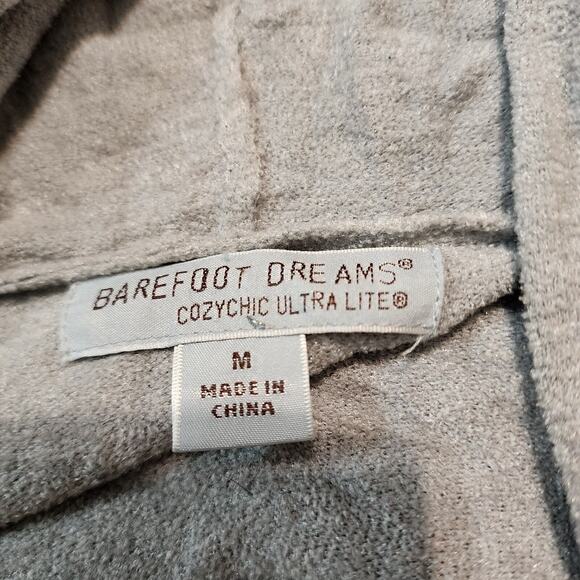 BAREFOOT DREAMS®
COZYCHIC ULTRA LITE®
M
MADE IN
CHINA